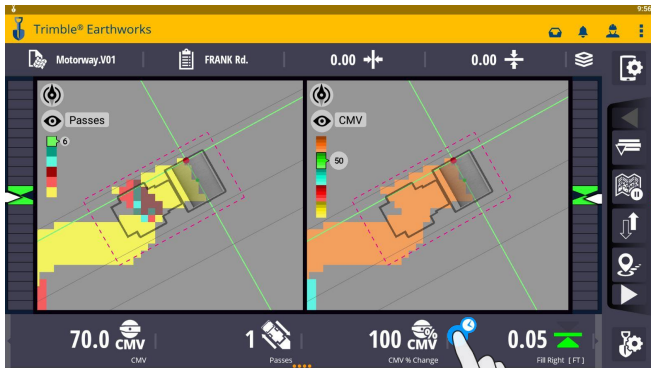 9:56
Trimble® Earthworks
Motorway.V01
FRANK Rd.
0.00
0.00
Passes
6
CMV
50
70.0 CMV
CMV
1
Passes
100 CMV %
CMV % Change
0.05
Fill Right [ FT ]